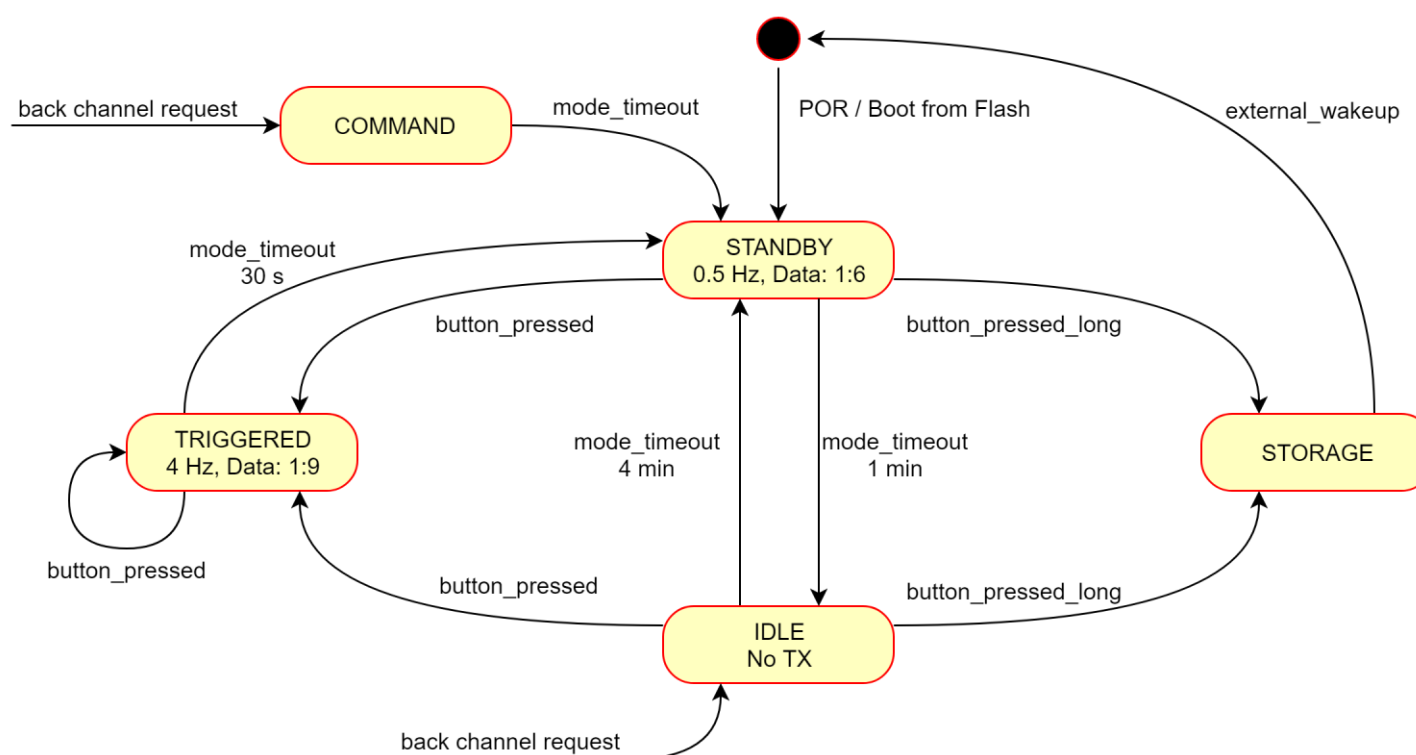 back channel request
COMMAND
mode_timeout
POR / Boot from Flash
external_wakeup
mode_timeout
30 s
STANDBY
0.5 Hz, Data: 1:6
button_pressed
button_pressed_long
TRIGGERED
4 Hz, Data: 1:9
mode_timeout
4 min
mode_timeout
1 min
STORAGE
button_pressed
button_pressed
button_pressed_long
IDLE
No TX
back channel request